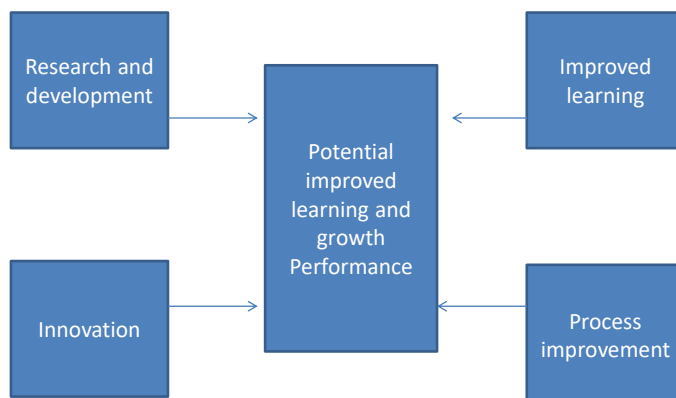 Research and
development
Improved
learning
Potential
improved
learning and
growth
Performance
Innovation
Process
improvement